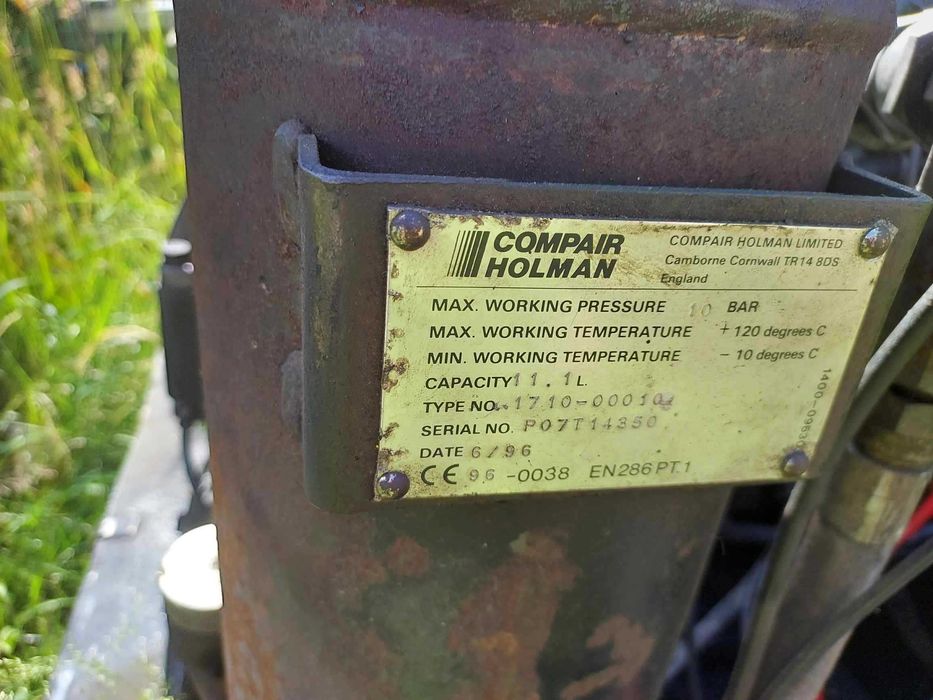 COMPAIR
HOLMAN
COMPAIR HOLMAN LIMITED
Camborne Cornwall TR14 8DS
England
MAX. WORKING PRESSURE 10 BAR
MAX. WORKING TEMPERATURE + 120 degrees C
MIN. WORKING TEMPERATURE - 10 degrees C
CAPACITY 11.1 L.
TYPE NO. 1710-00010
SERIAL NO. P07T14350
DATE 6/96
CE 96 -0038 EN286 PT.1